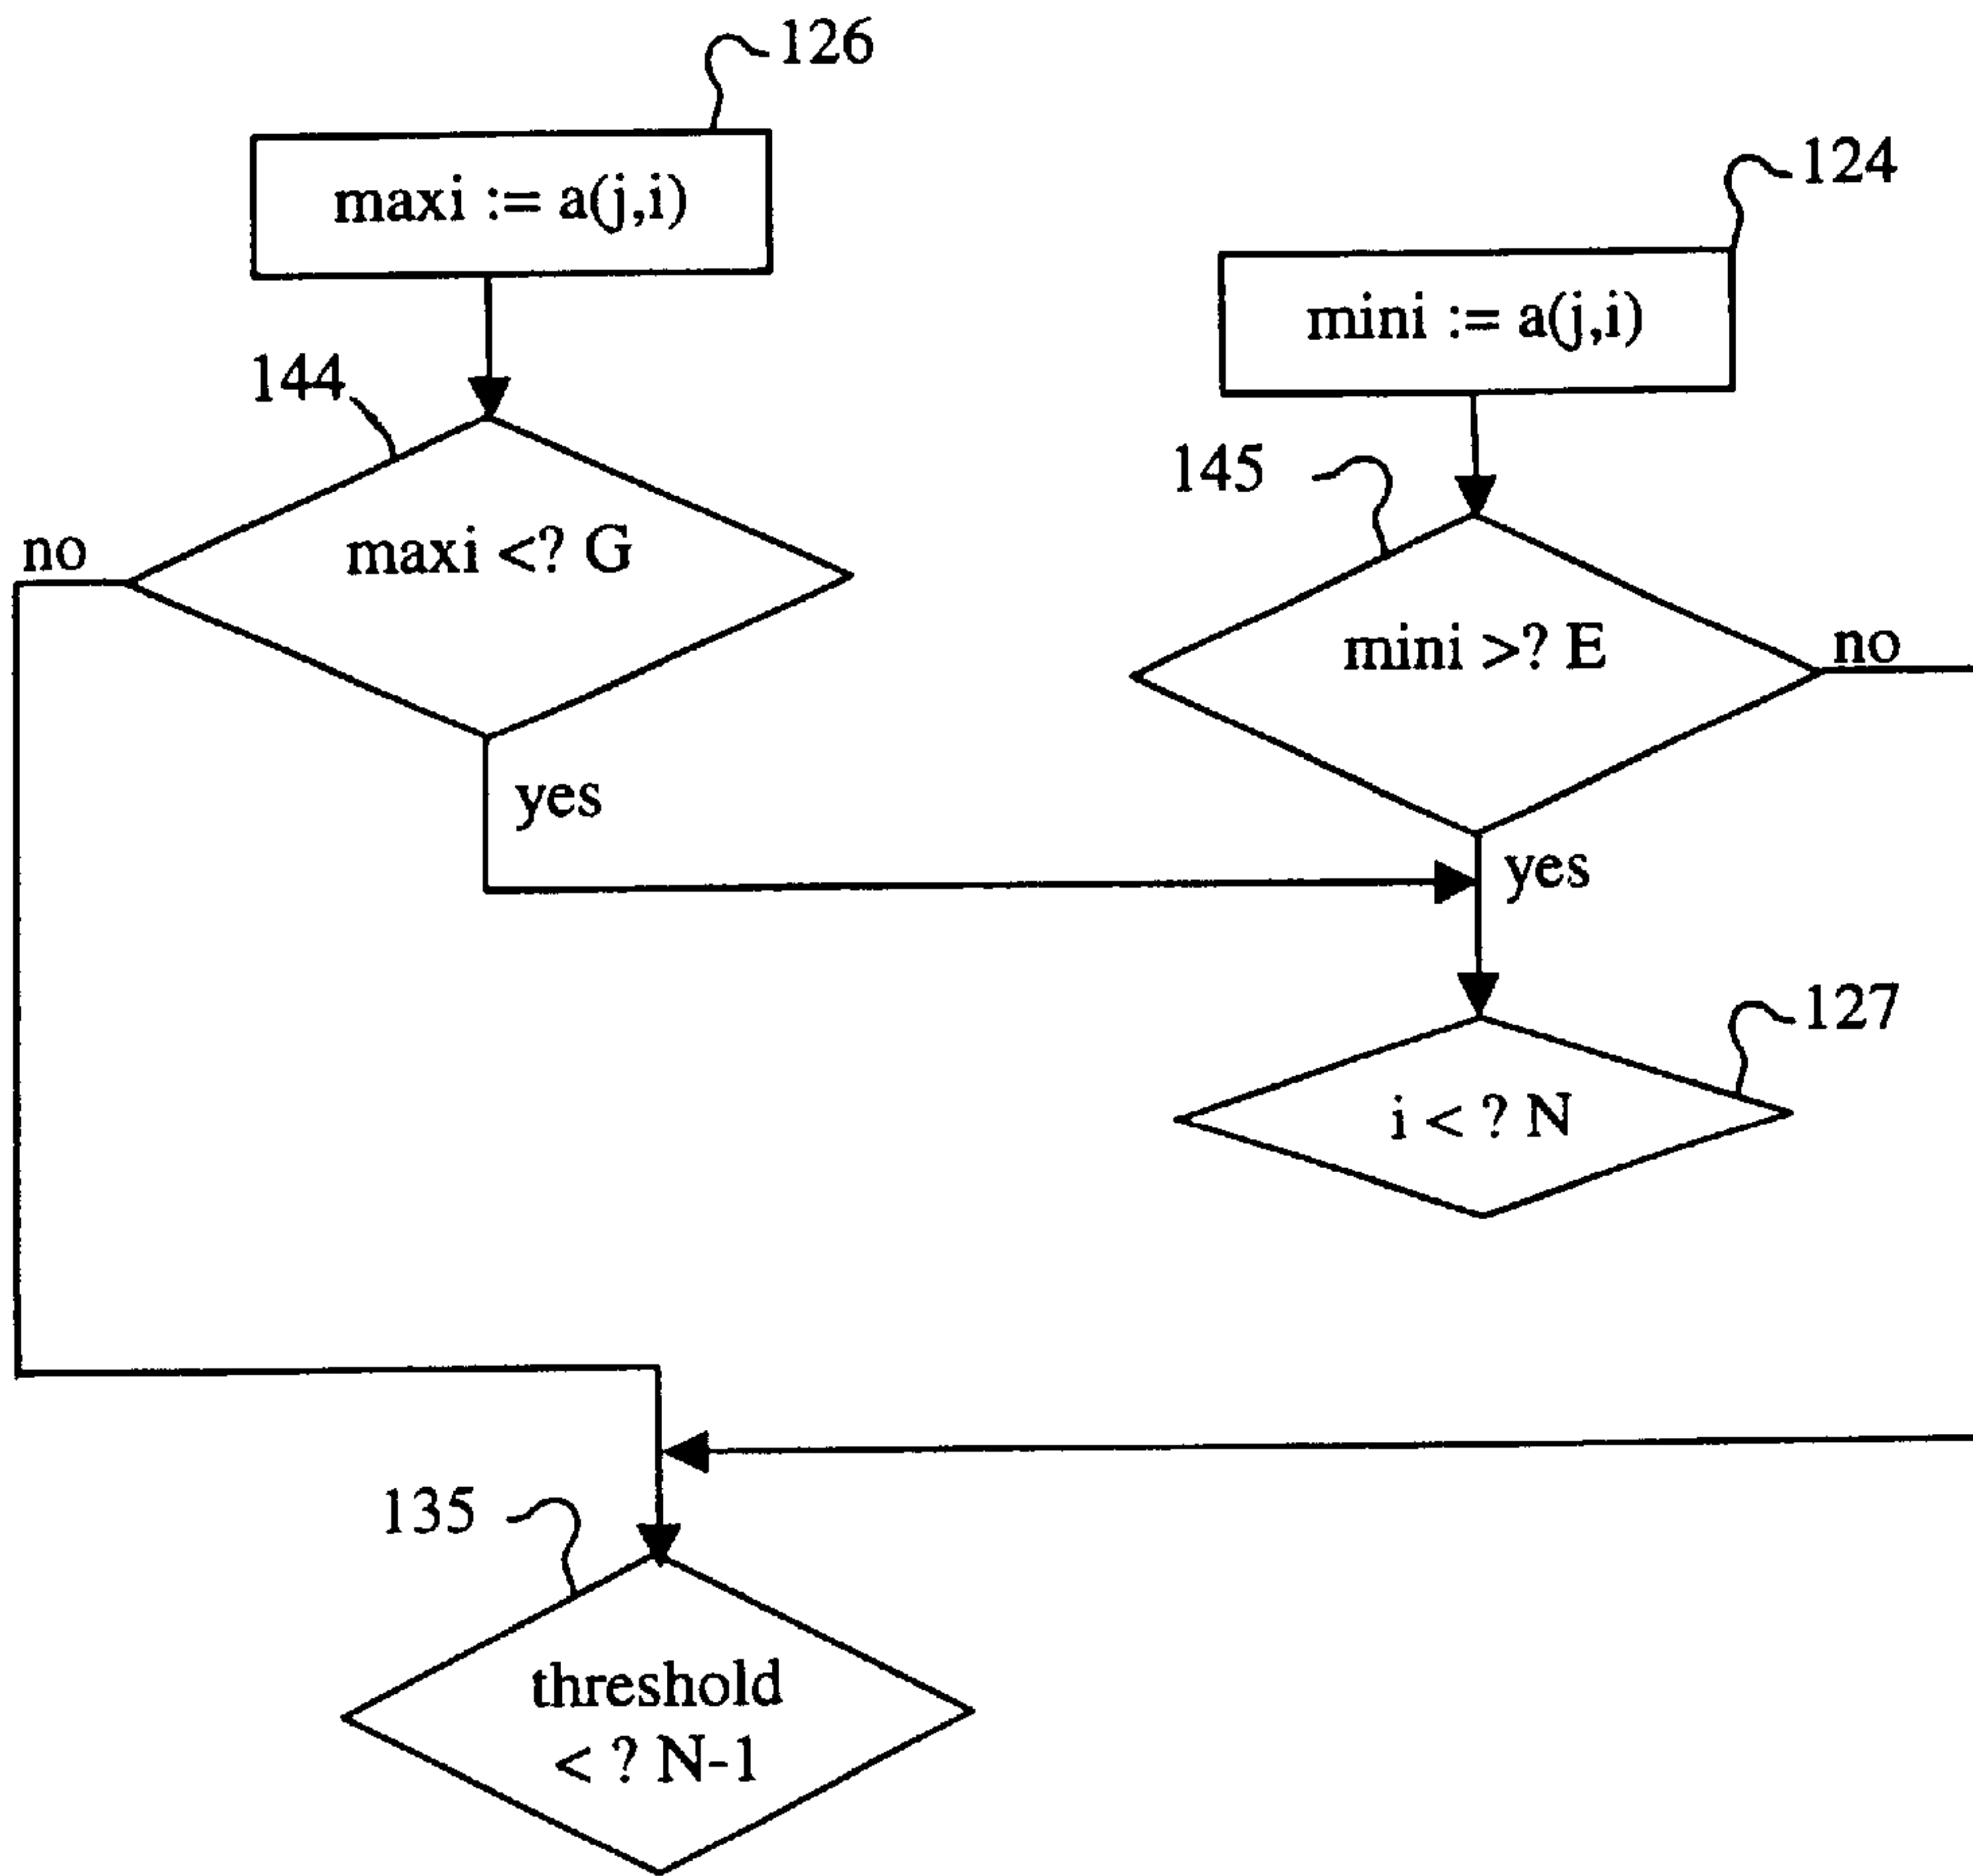 126
maxi := a(j,i)
124
mini := a(j,i)
144
maxi <? G
no
yes
145
mini >? E
no
yes
127
i < ? N
135
threshold
< ? N-1